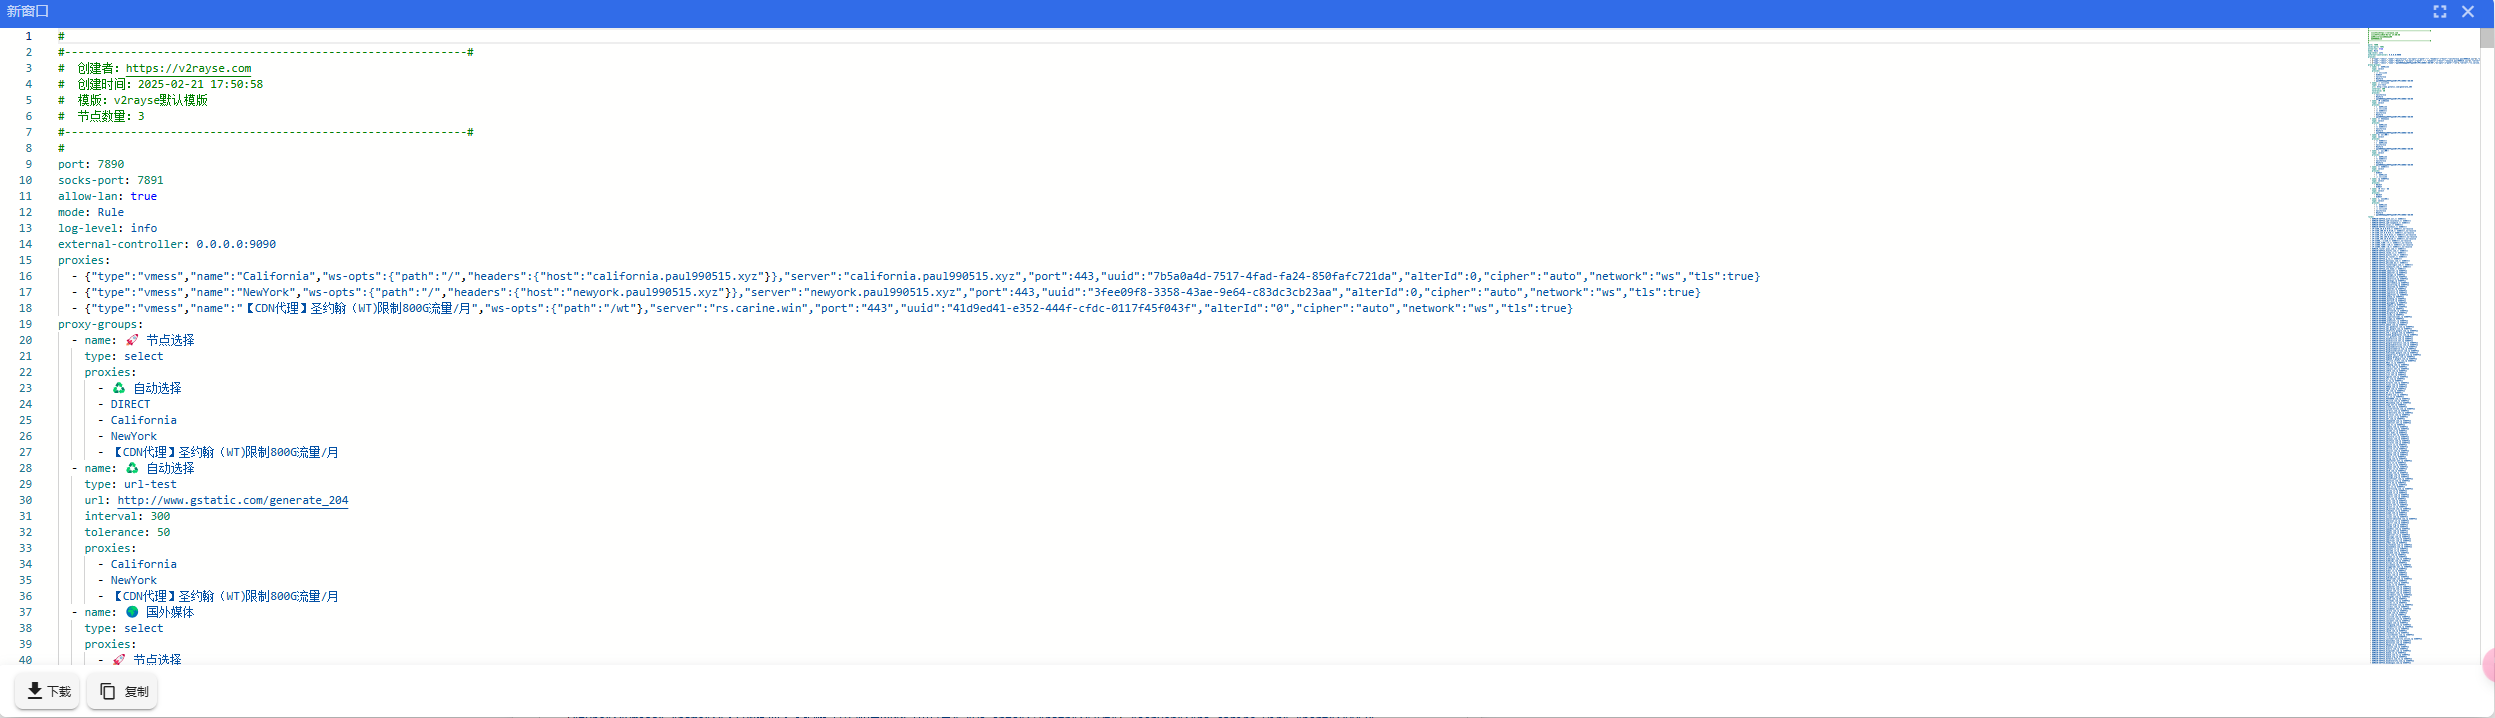 新窗口
1 #
2 #-------------------------------------------------------------#
3 # 创建者: https://v2rayse.com
4 # 创建时间: 2025-02-21 17:50:58
5 # 模版: v2rayse默认模版
6 # 节点数量: 3
7 #-------------------------------------------------------------#
8 #
9 port: 7890
10 socks-port: 7891
11 allow-lan: true
12 mode: Rule
13 log-level: info
14 external-controller: 0.0.0.0:9090
15 proxies:
16 - {"type":"vmess","name":"California","ws-opts":{"path":"/","headers":{"host":"california.paul990515.xyz"}},"server":"california.paul990515.xyz","port":443,"uuid":"7b5a0a4d-7517-4fad-fa24-850fafc721da","alterId":0,"cipher":"auto","network":"ws","tls":true}
17 - {"type":"vmess","name":"NewYork","ws-opts":{"path":"/","headers":{"host":"newyork.paul990515.xyz"}},"server":"newyork.paul990515.xyz","port":443,"uuid":"3fee09f8-3358-43ae-9e64-c83dc3cb23aa","alterId":0,"cipher":"auto","network":"ws","tls":true}
18 - {"type":"vmess","name":"【CDN代理】圣约翰（WT)限制800G流量/月","ws-opts":{"path":"/wt"},"server":"rs.carine.win","port":"443","uuid":"41d9ed41-e352-444f-cfdc-0117f45f043f","alterId":"0","cipher":"auto","network":"ws","tls":true}
19 proxy-groups:
20 - name: 🚀 节点选择
21 type: select
22 proxies:
23 - ♻️ 自动选择
24 - DIRECT
25 - California
26 - NewYork
27 - 【CDN代理】圣约翰（WT)限制800G流量/月
28 - name: ♻️ 自动选择
29 type: url-test
30 url: http://www.gstatic.com/generate_204
31 interval: 300
32 tolerance: 50
33 proxies:
34 - California
35 - NewYork
36 - 【CDN代理】圣约翰（WT)限制800G流量/月
37 - name: 🌍 国外媒体
38 type: select
39 proxies:
40 - 🚀 节点选择
下载 复制